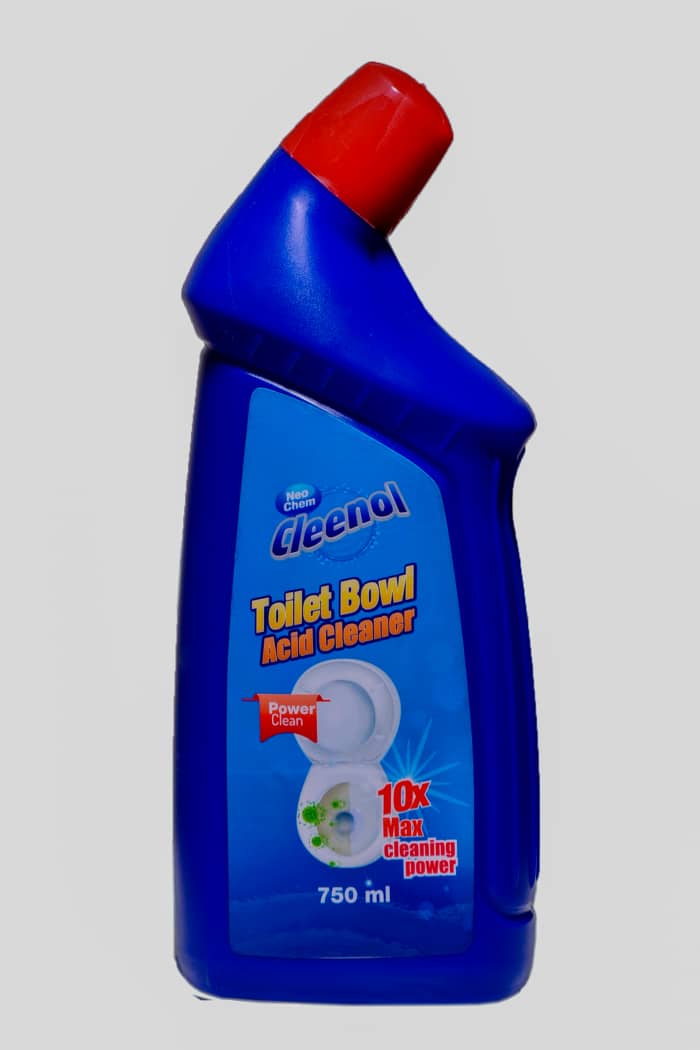 Neo
Chem
Cleenol
Toilet Bowl
Acid Cleaner
Power
Clean
10x
Max
cleaning
power
750 ml